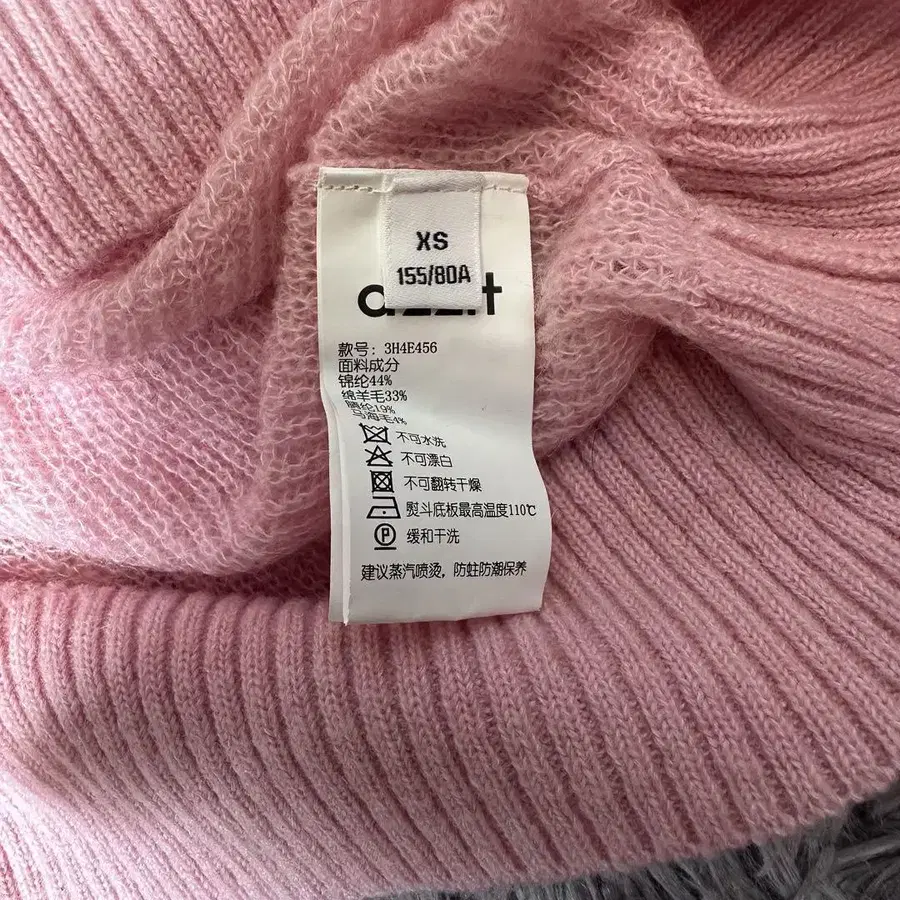 XS
155/80A
款号: 3H4E456
面料成分
锦纶44%
绵羊毛33%
腈纶19%
马海毛4%
不可水洗
不可漂白
不可翻转干燥
熨斗底板最高温度110℃
P
缓和干洗
建议蒸汽喷烫, 防蛀防潮保养